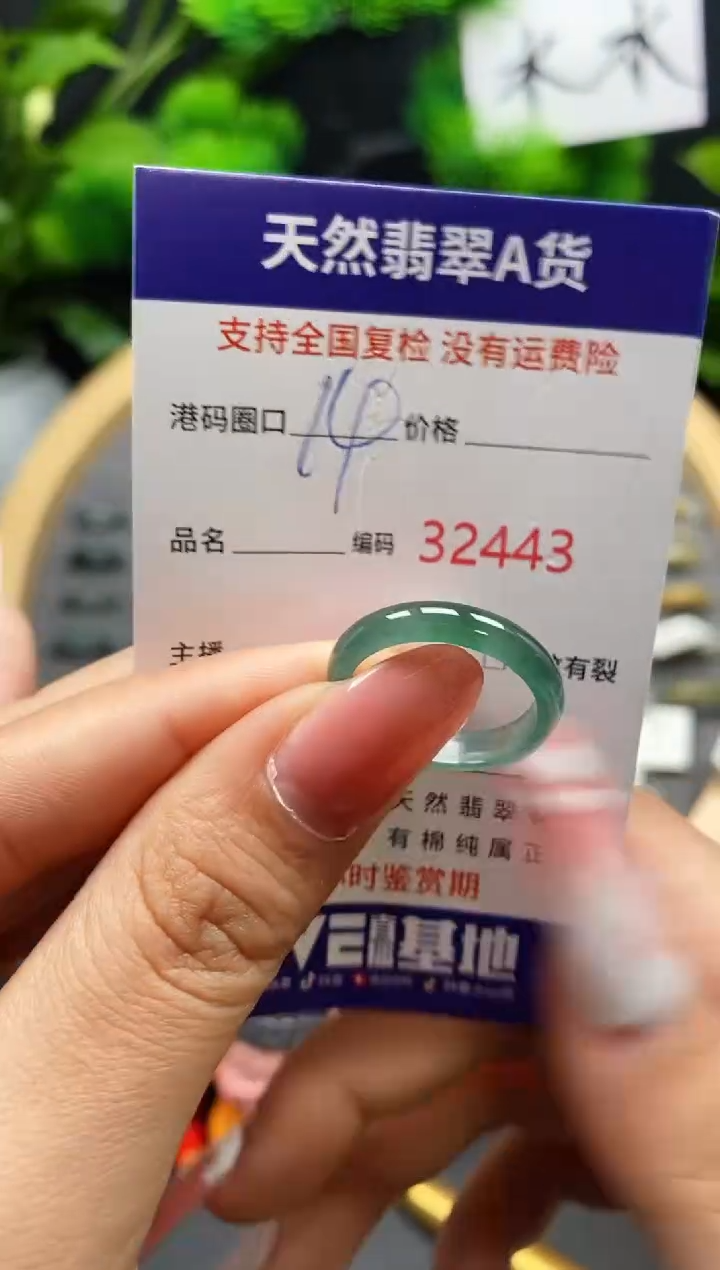 水 水
天然翡翠A货
支持全国复检 没有运费险
港码圈口 14 价格
品名 编码 32443
主播 有裂
天然翡翠
有棉纯属正
时鉴赏期
基地